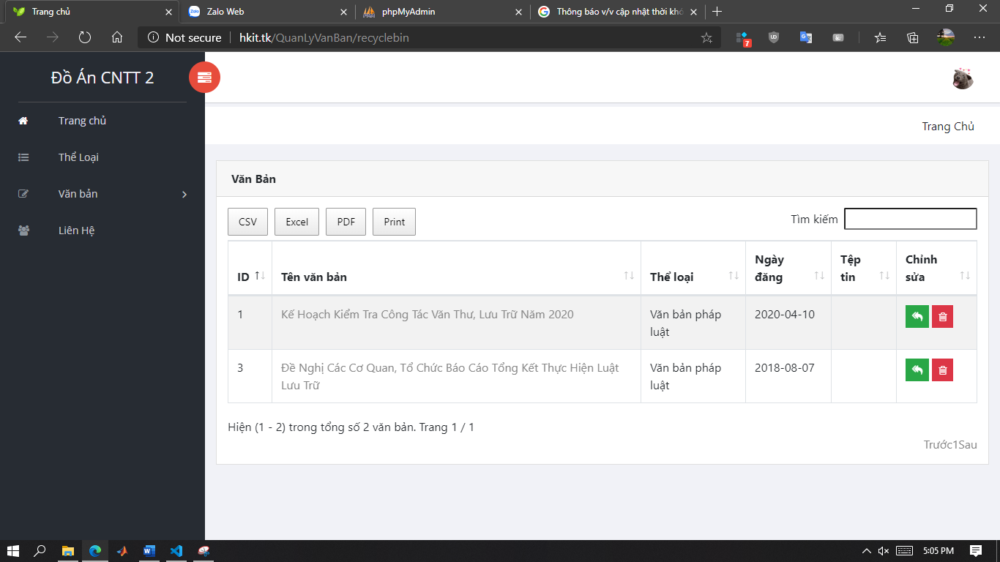 Trang chủ
Zalo Web
phpMyAdmin
Thông báo v/v cập nhật thời khó
Not secure
hkit.tk/QuanLyVanBan/recyclebin
7
Đồ Án CNTT 2
Trang chủ
Thể Loại
Văn bản
Liên Hệ
Trang Chủ
Văn Bản
CSV
Excel
PDF
Print
Tìm kiếm
ID
Tên văn bản
Thể loại
Ngày
đăng
Tệp
tin
Chỉnh
sửa
1
Kế Hoạch Kiểm Tra Công Tác Văn Thư, Lưu Trữ Năm 2020
Văn bản pháp
luật
2020-04-10
3
Đề Nghị Các Cơ Quan, Tổ Chức Báo Cáo Tổng Kết Thực Hiện Luật
Lưu Trữ
Văn bản pháp
luật
2018-08-07
Hiện (1 - 2) trong tổng số 2 văn bản. Trang 1 / 1
Trước1Sau
5:05 PM